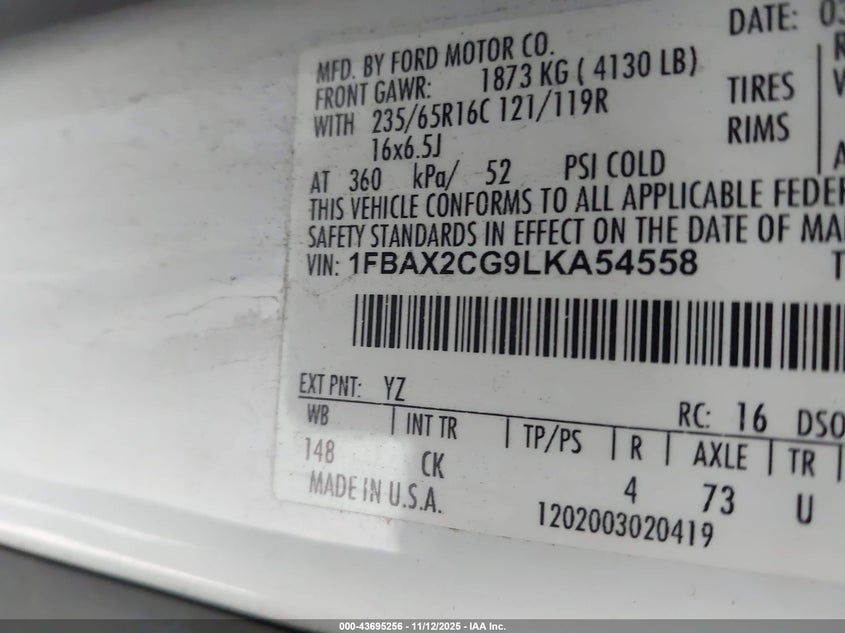 DATE: 03
MFD. BY FORD MOTOR CO.
FRONT GAWR: 1873 KG ( 4130 LB)
WITH 235/65R16C 121/119R TIRES
16x6.5J RIMS
AT 360 kPa/ 52 PSI COLD
THIS VEHICLE CONFORMS TO ALL APPLICABLE FEDER
SAFETY STANDARDS IN EFFECT ON THE DATE OF MA
VIN: 1FBAX2CG9LKA54558 T
EXT PNT: YZ RC: 16 DSO
WB INT TR TP/PS R AXLE TR
148 CK 4 73 U
MADE IN U.S.A. 1202003020419
000-43695256 - 11/12/2025 - IAA Inc.